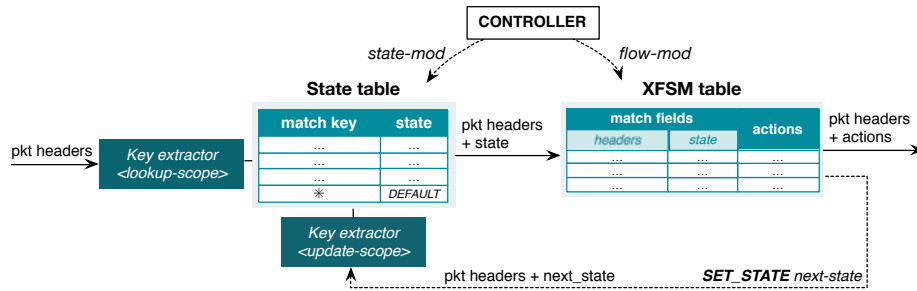 CONTROLLER
state-mod
flow-mod
State table
XFSM table
pkt headers
Key extractor
<lookup-scope>
match key state
... ...
... ...
... ...
✳ DEFAULT
pkt headers
+ state
match fields
actions
headers state
... ... ...
... ... ...
... ... ...
pkt headers
+ actions
Key extractor
<update-scope>
pkt headers + next_state
SET_STATE next-state